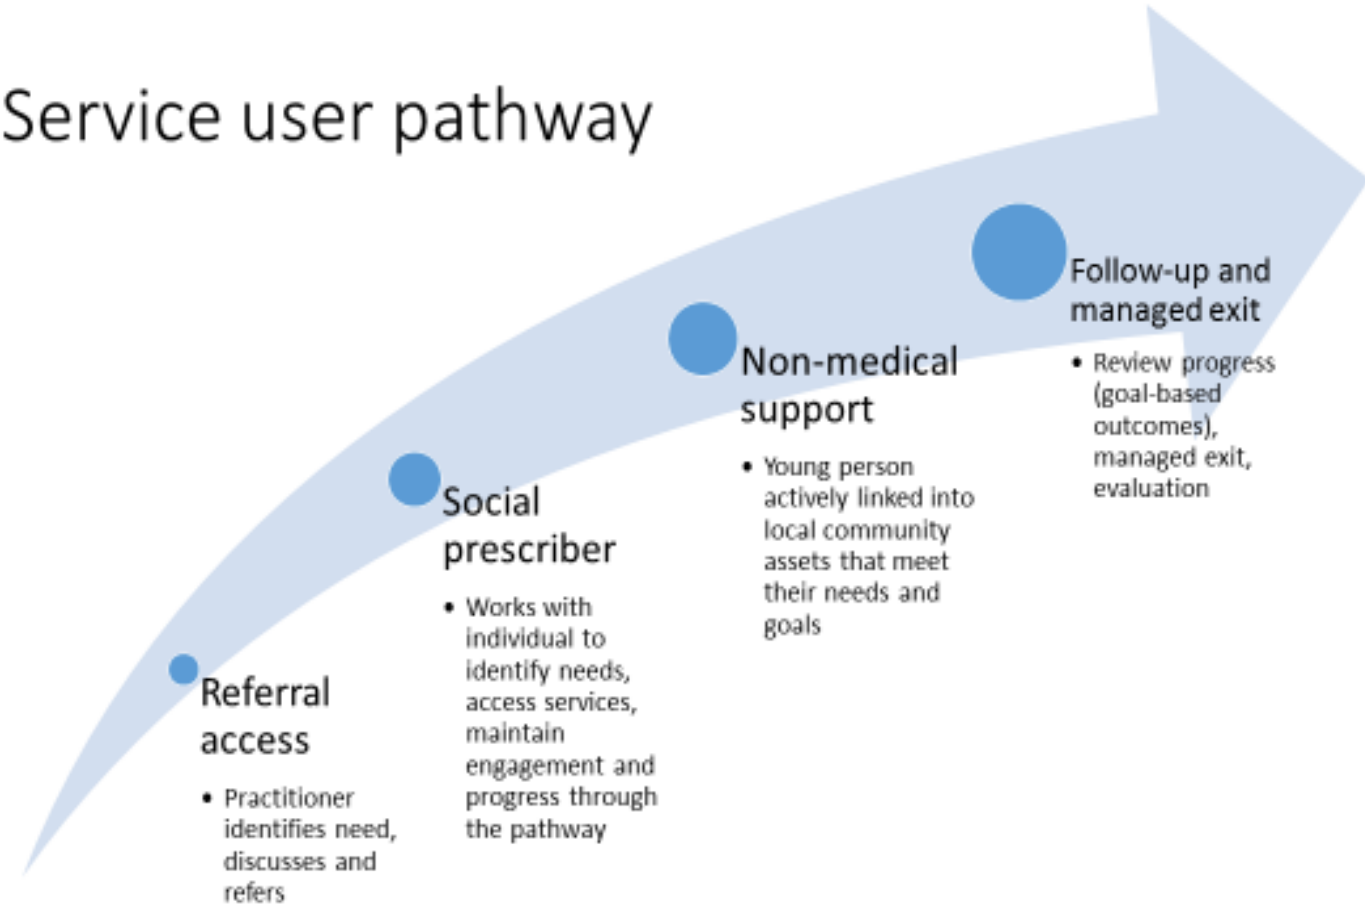 Service user pathway
Referral
access
• Practitioner
identifies need,
discusses and
refers
Social
prescriber
• Works with
individual to
identify needs,
access services,
maintain
engagement and
progress through
the pathway
Non-medical
support
• Young person
actively linked into
local community
assets that meet
their needs and
goals
Follow-up and
managed exit
• Review progress
(goal-based
outcomes),
managed exit,
evaluation